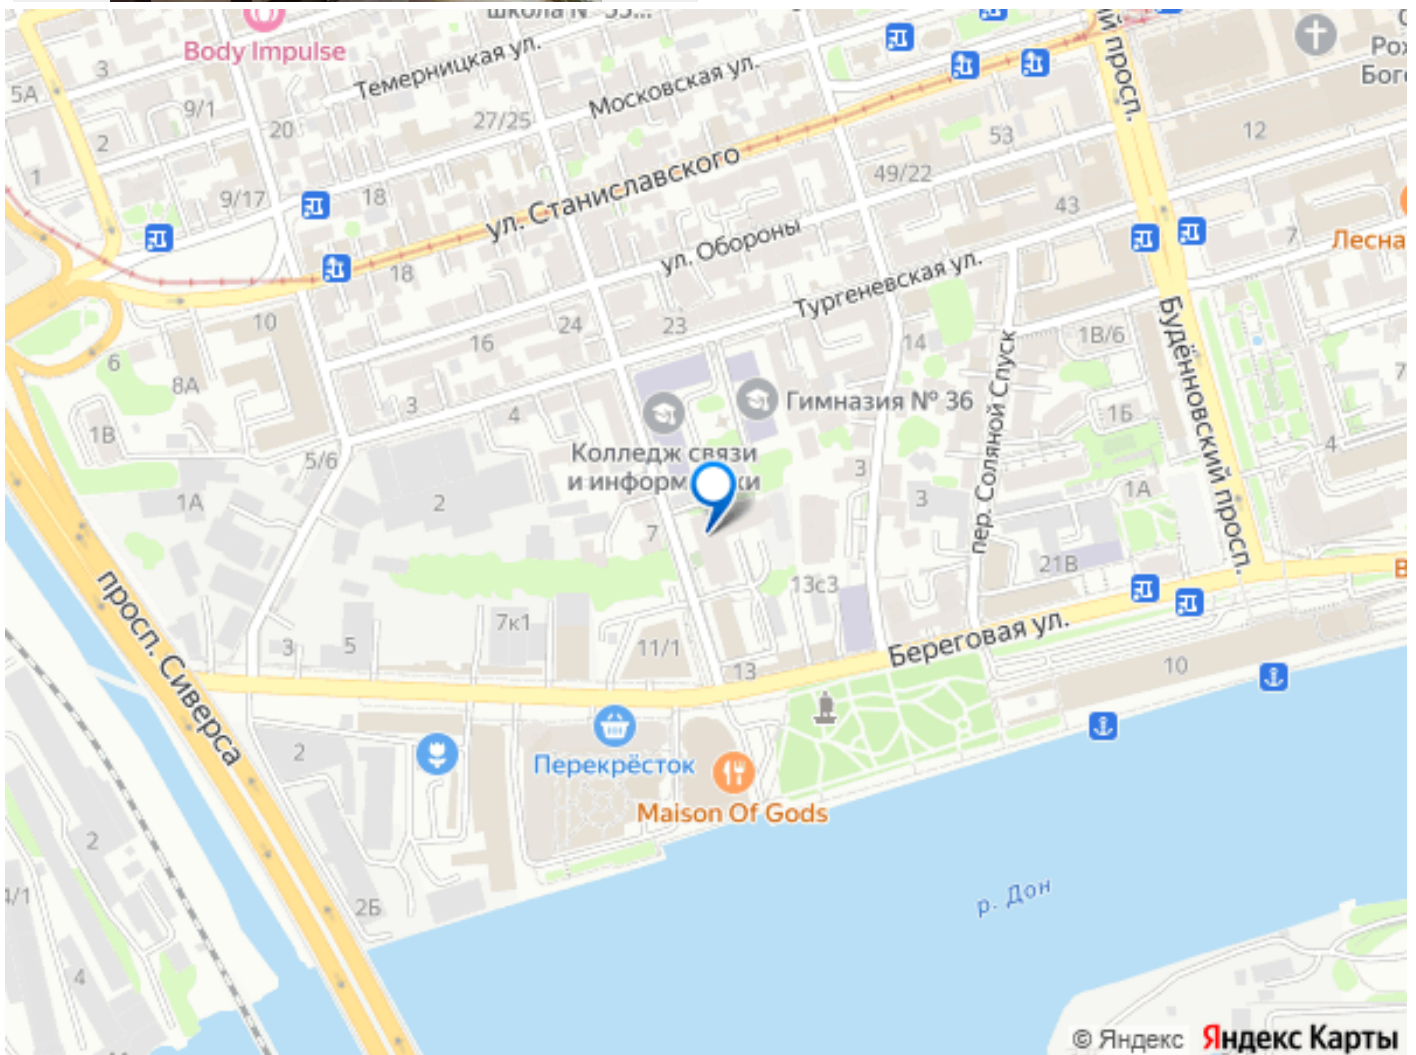 Body Impulse
Темерницкая ул.
Московская ул.
ул. Станиславского
ул. Обороны
Тургеневская ул.
пер. Соляной Спуск
Будённовский просп.
Береговая ул.
просп. Сиверса
Гимназия № 36
Колледж связи
Перекрёсток
Maison Of Gods
р. Дон
3
5А
9/1
2
20
27/25
1
9/17
18
53
12
49/22
43
7
18
10
24
23
16
6
8А
14
1В/6
3
4
1Б
1В
5/6
4
1А
2
3
3
1А
7
21В
13с3
7к1
3
5
11/1
13
10
2
2
2Б
4/1
4
© Яндекс
Яндекс Карты